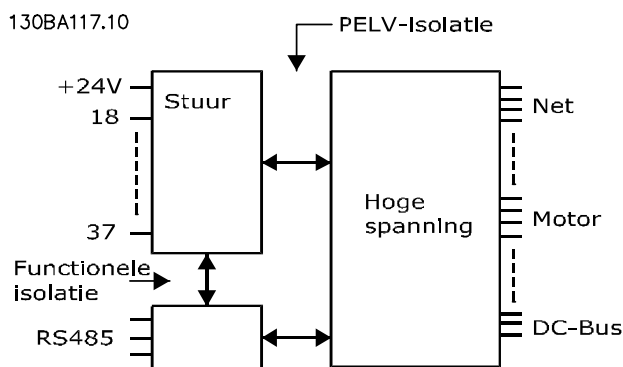 130BA117.10
PELV-Isolatie
+24V
Stuur
18
Net
Hoge
spanning
Motor
37
Functionele
isolatie
RS485
DC-Bus